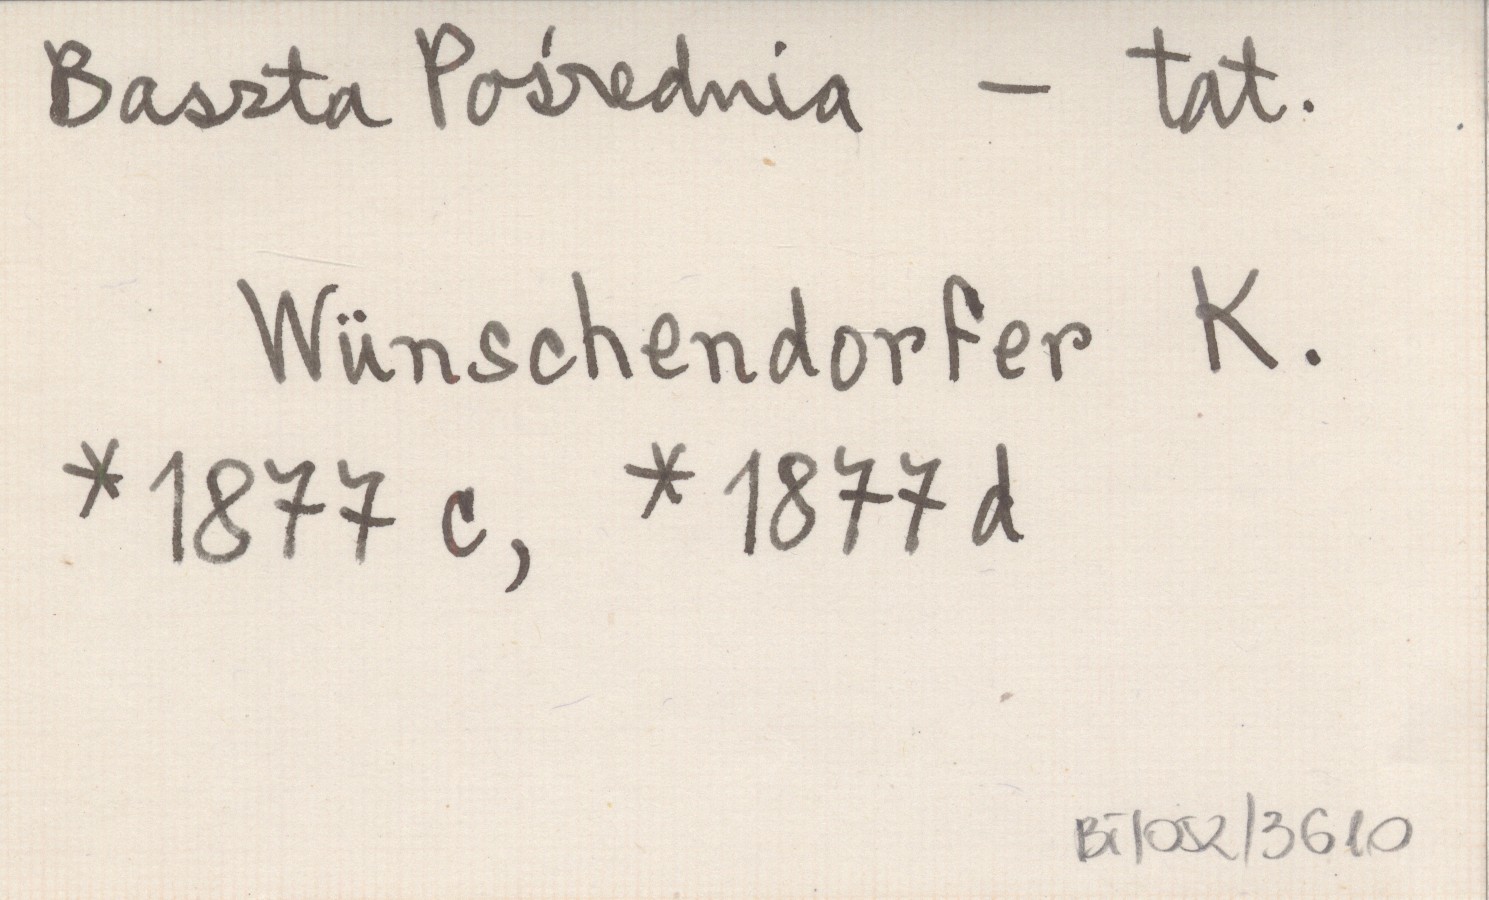 Baszta Pośrednia – tat.
Wünschendorfer K.
*1877 c, *1877 d
BI/052/3610